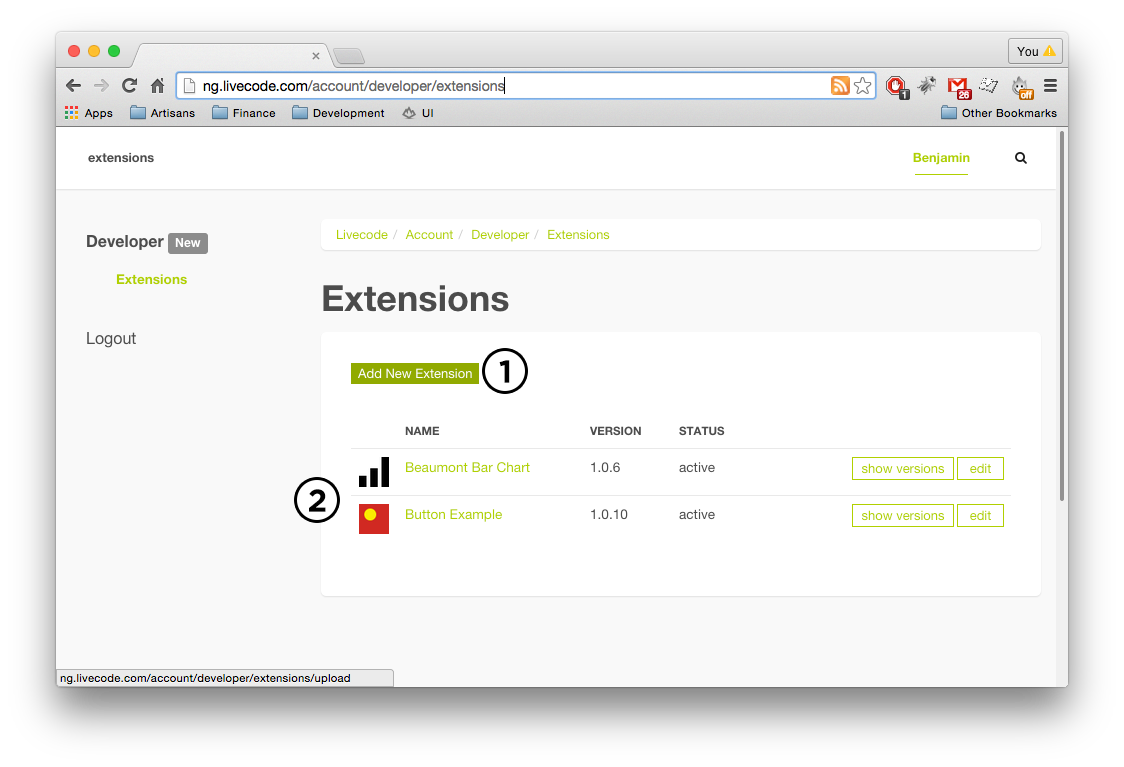 You
ng.livecode.com/account/developer/extensions
1
26
off
Apps Artisans Finance Development UI Other Bookmarks
extensions Benjamin
Developer New
Extensions
Logout
Livecode / Account / Developer / Extensions
Extensions
Add New Extension 1
NAME VERSION STATUS
Beaumont Bar Chart 1.0.6 active show versions edit
2
Button Example 1.0.10 active show versions edit
ng.livecode.com/account/developer/extensions/upload